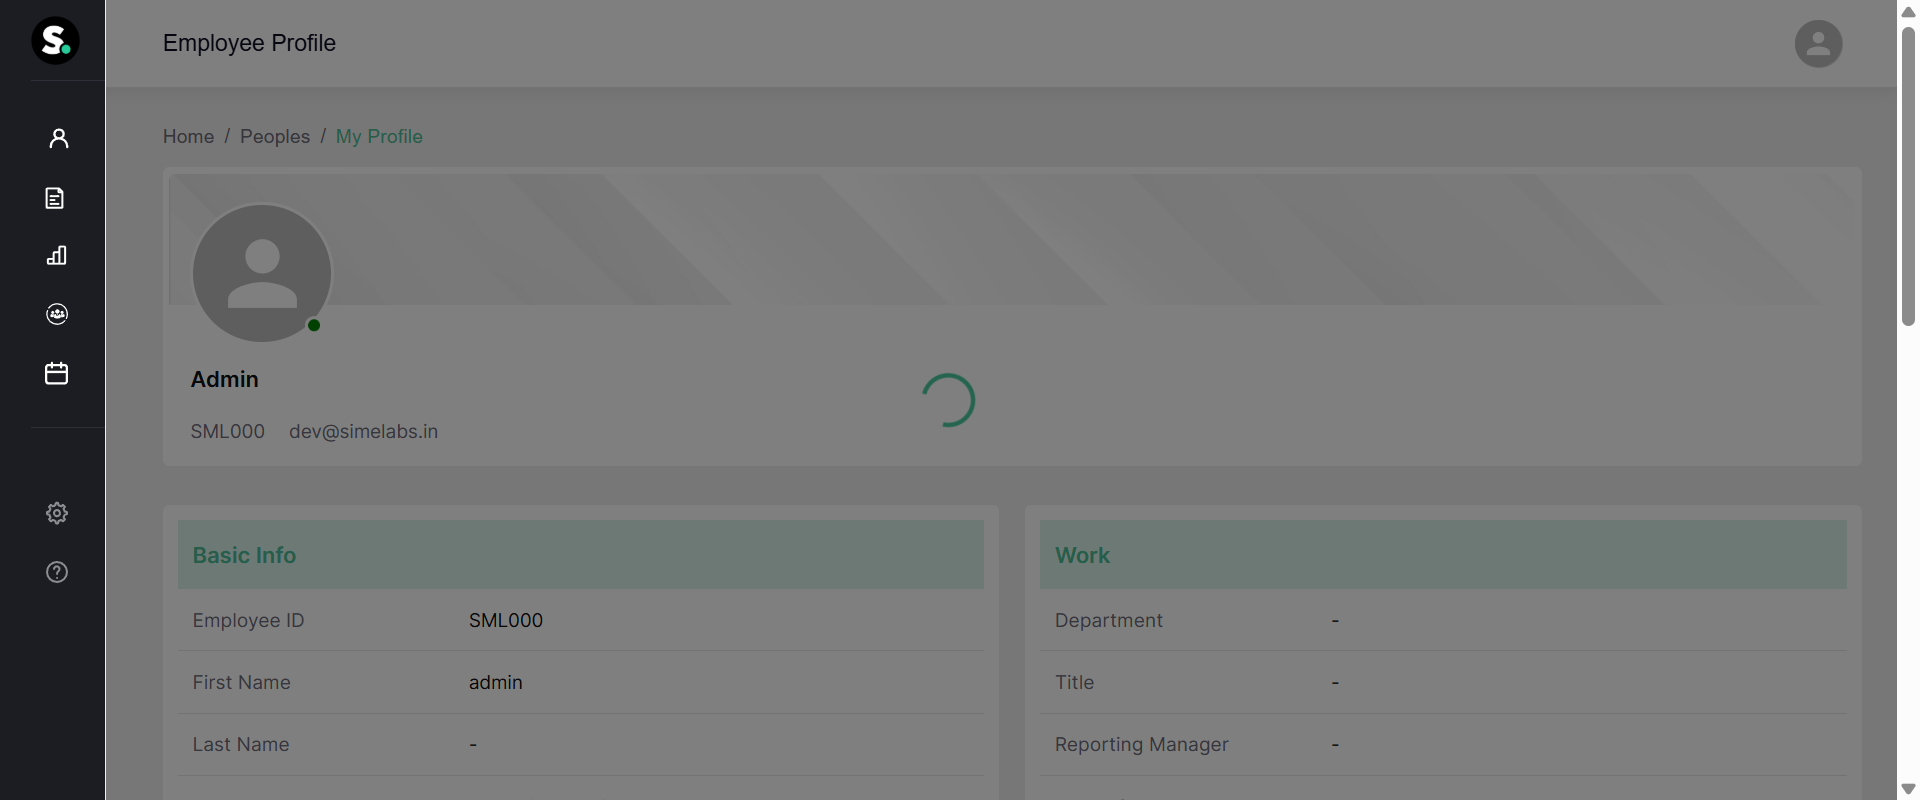 S.
Employee Profile
Home / Peoples / My Profile
Admin
SML000 dev@simelabs.in
Basic Info
Employee ID SML000
First Name admin
Last Name -
Work
Department -
Title -
Reporting Manager -